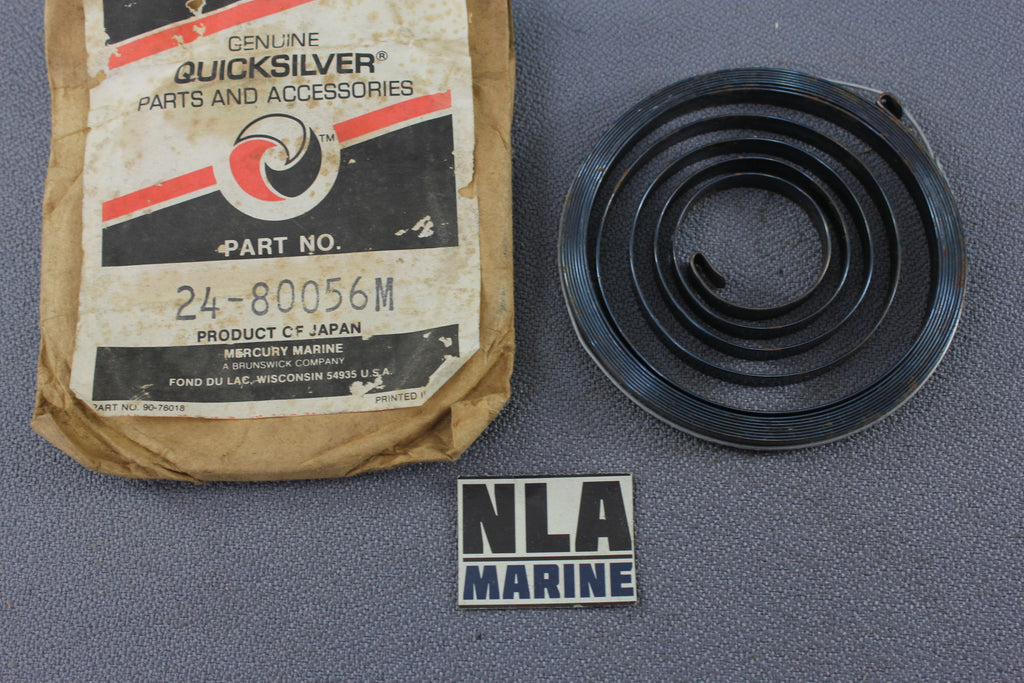 GENUINE
QUICKSILVER®
PARTS AND ACCESSORIES
TM
PART NO.
24-80056M
PRODUCT OF JAPAN
MERCURY MARINE
A BRUNSWICK COMPANY
FOND DU LAC, WISCONSIN 54935 U.S.A.
PART NO. 90-76018
PRINTED
NLA
MARINE